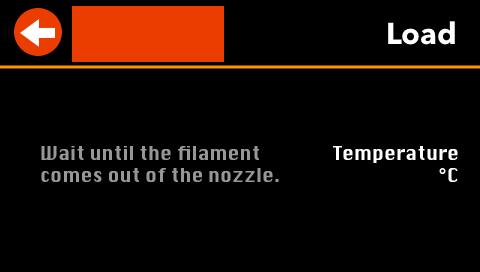 Load
Wait until the filament
comes out of the nozzle.
Temperature
°C